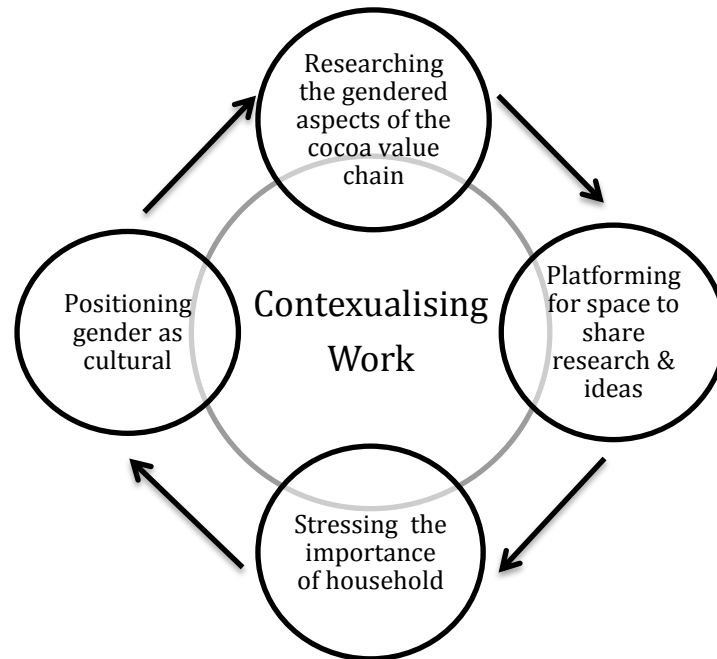 Researching
the gendered
aspects of the
cocoa value
chain
Positioning
gender as
cultural
Contexualising
Work
Platforming
for space to
share
research &
ideas
Stressing the
importance
of household